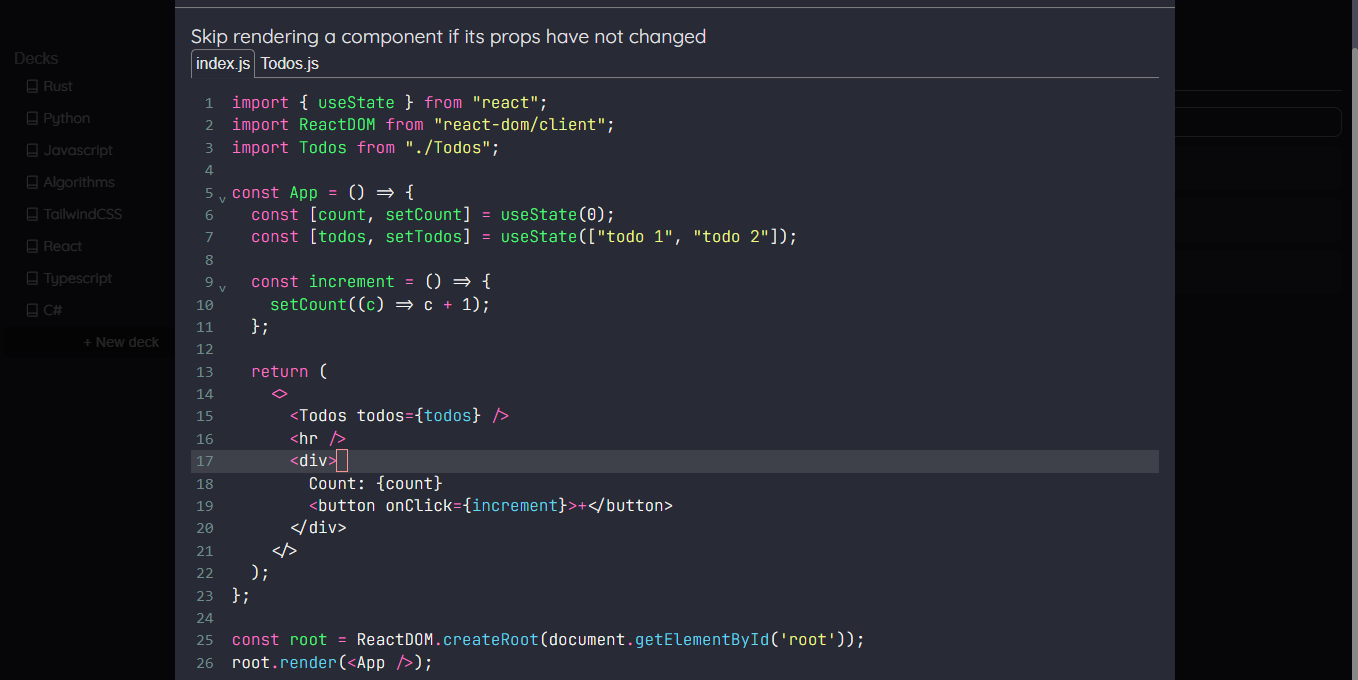 Skip rendering a component if its props have not changed
index.js Todos.js
Decks
Rust
Python
Javascript
Algorithms
TailwindCSS
React
Typescript
C#
+ New deck
1 import { useState } from "react";
2 import ReactDOM from "react-dom/client";
3 import Todos from "./Todos";
4
5 const App = () => {
6   const [count, setCount] = useState(0);
7   const [todos, setTodos] = useState(["todo 1", "todo 2"]);
8
9   const increment = () => {
10     setCount((c) => c + 1);
11   };
12
13   return (
14     <>
15       <Todos todos={todos} />
16       <hr />
17       <div>
18         Count: {count}
19         <button onClick={increment}>+</button>
20       </div>
21     </>
22   );
23 };
24
25 const root = ReactDOM.createRoot(document.getElementById('root'));
26 root.render(<App />);